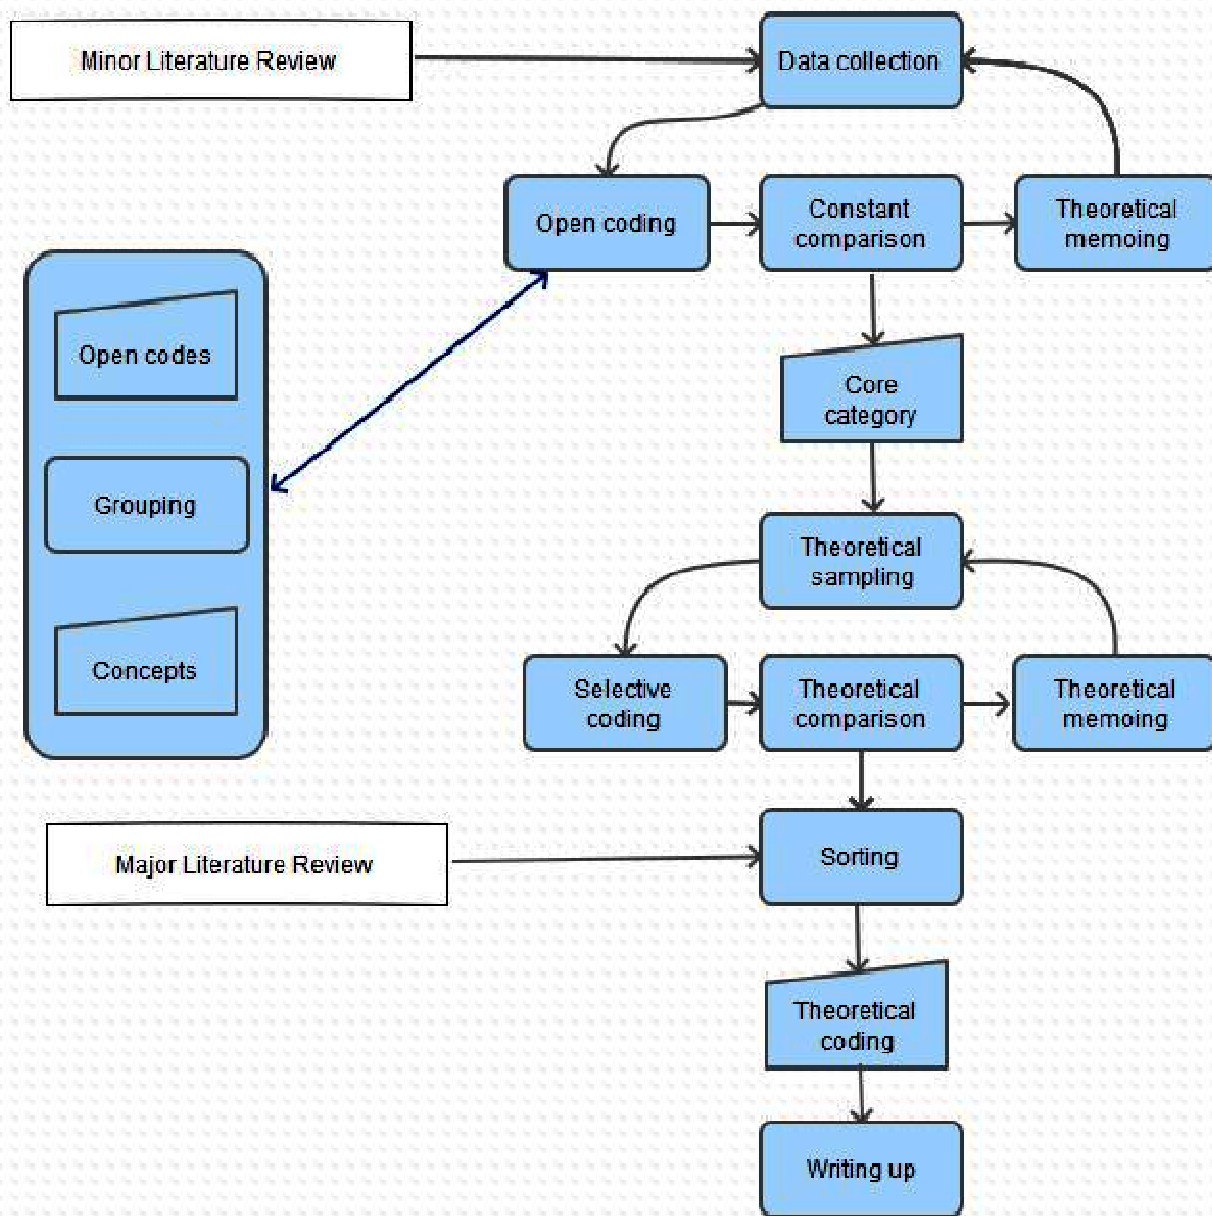 Minor Literature Review
Data collection
Open coding
Constant
comparison
Theoretical
memoing
Open codes
Grouping
Concepts
Core
category
Theoretical
sampling
Selective
coding
Theoretical
comparison
Theoretical
memoing
Major Literature Review
Sorting
Theoretical
coding
Writing up